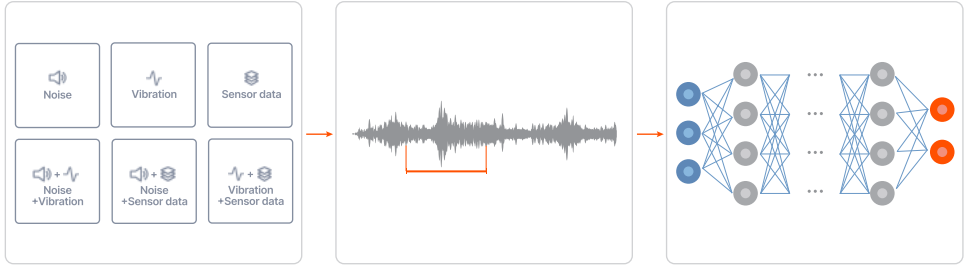 Noise
Vibration
Sensor data
Noise
+Vibration
Noise
+Sensor data
Vibration
+Sensor data